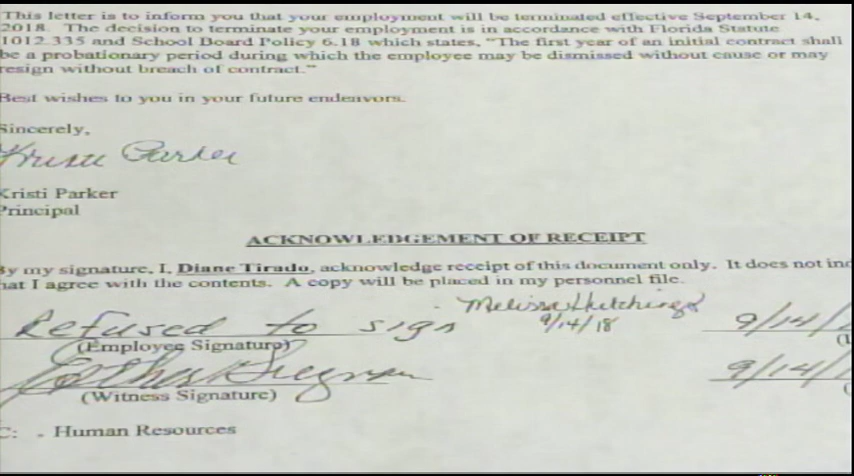 This letter is to inform you that your employment will be terminated effective September 14,
2018. The decision to terminate your employment is in accordance with Florida Statute
1012.335 and School Board Policy 6.18 which states, "The first year of an initial contract shall
be a probationary period during which the employee may be dismissed without cause or may
resign without breach of contract."
Best wishes to you in your future endeavors.
Sincerely,
Kristi Parker
Kristi Parker
Principal
ACKNOWLEDGEMENT OF RECEIPT
By my signature, I, Diane Tirado, acknowledge receipt of this document only. It does not ind
hat I agree with the contents. A copy will be placed in my personnel file.
Melissa Hutchings
Refused to sign 9/14/18 9/14/
(Employee Signature)
9/14/1
(Witness Signature)
C: - Human Resources